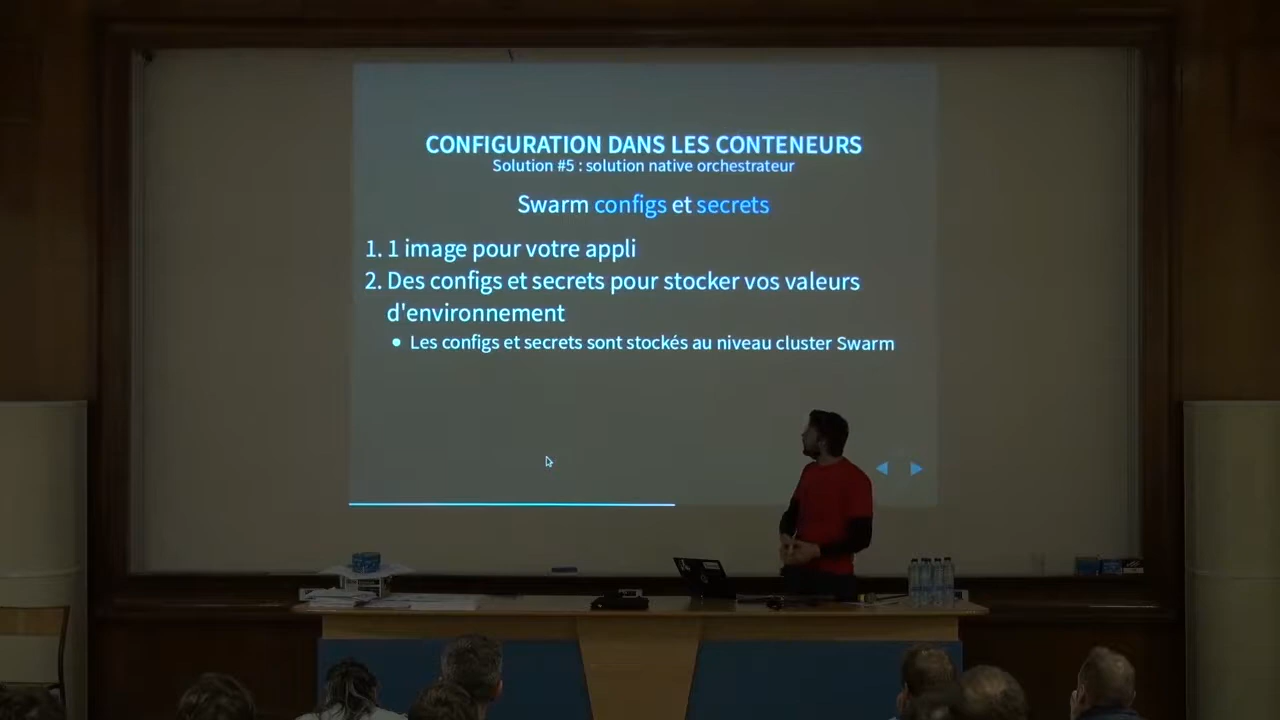 CONFIGURATION DANS LES CONTENEURS
Solution #5 : solution native orchestrateur
Swarm configs et secrets
1. 1 image pour votre appli
2. Des configs et secrets pour stocker vos valeurs
d'environnement
• Les configs et secrets sont stockés au niveau cluster Swarm